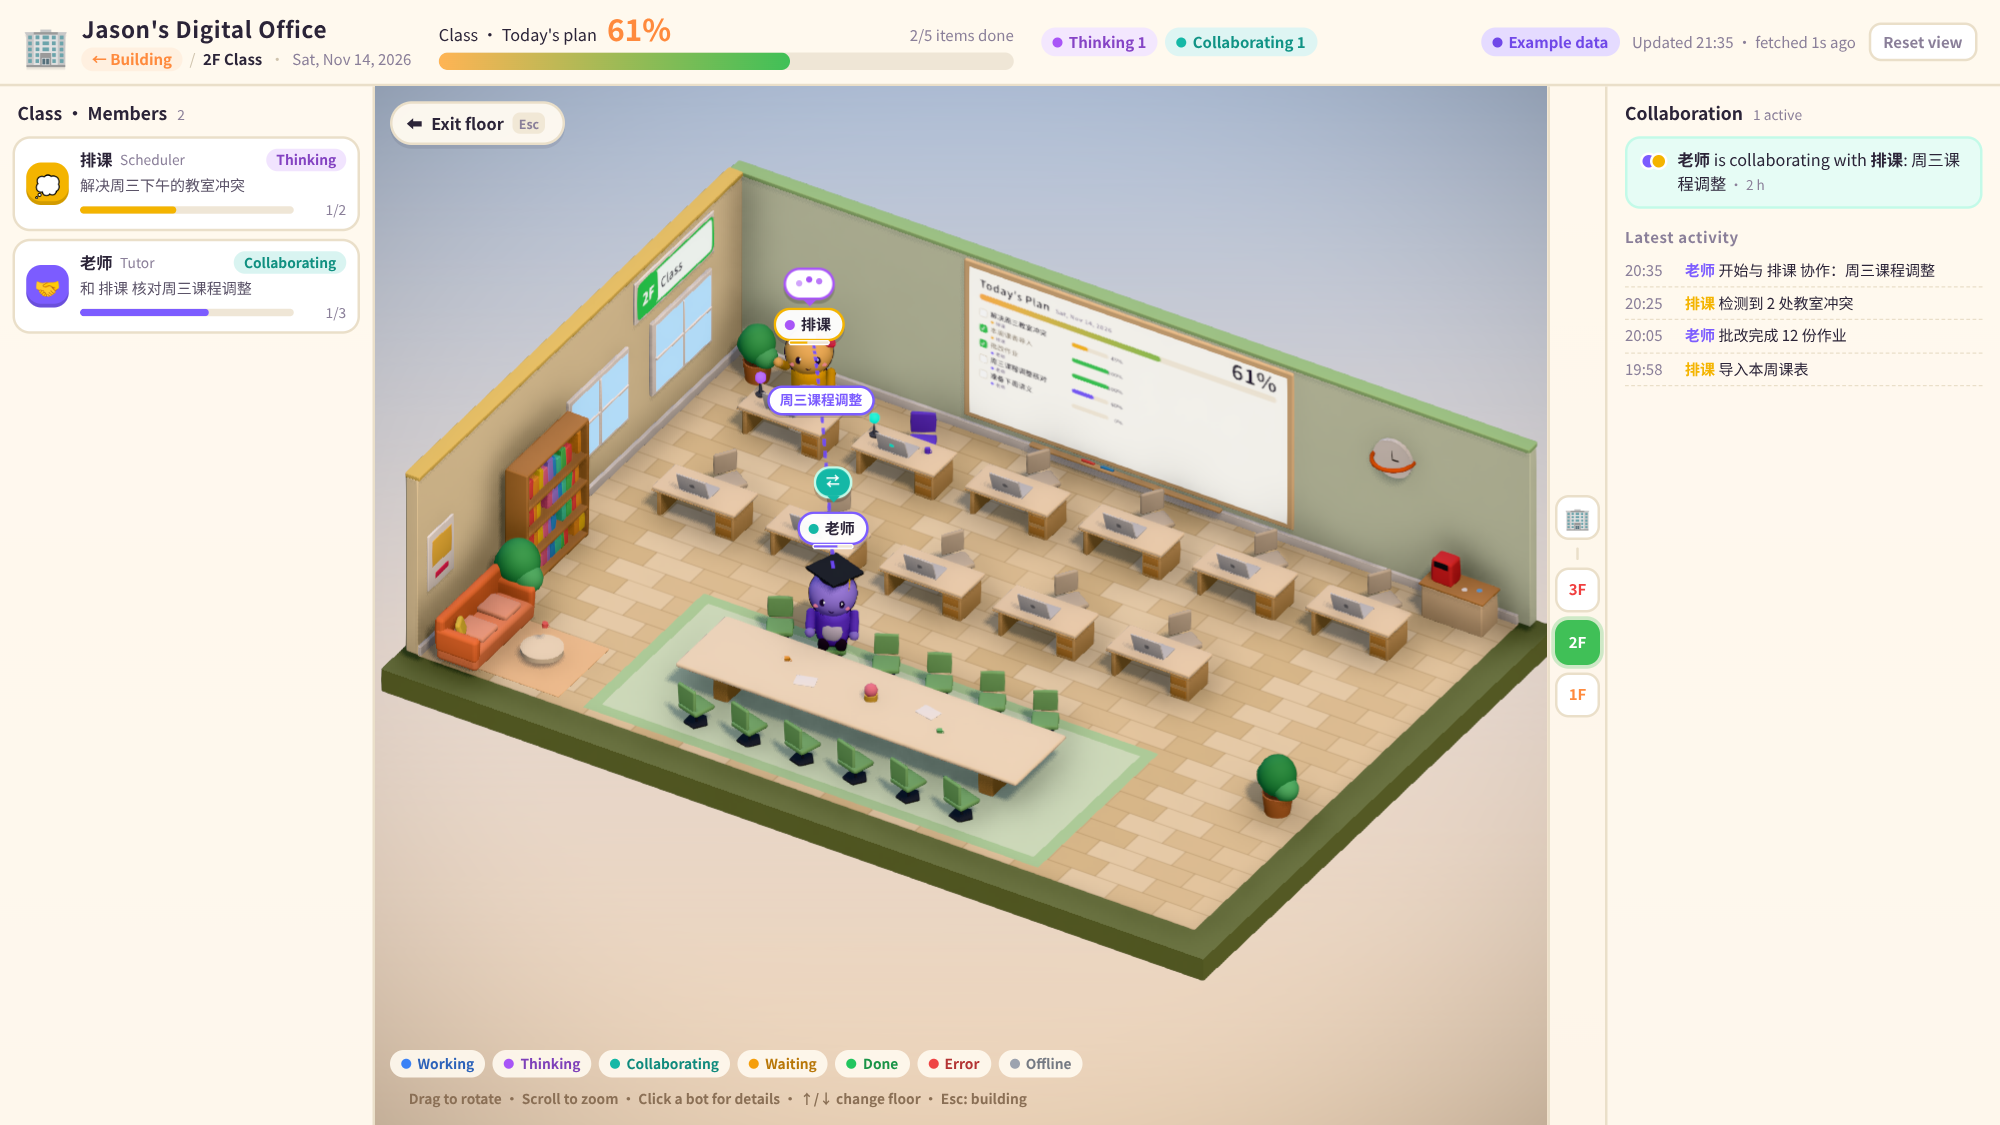 Jason's Digital Office
← Building / 2F Class • Sat, Nov 14, 2026
Class • Today's plan 61%
2/5 items done
Thinking 1
Collaborating 1
Example data
Updated 21:35 • fetched 1s ago
Reset view
Class • Members 2
排课 Scheduler Thinking
解决周三下午的教室冲突
1/2
老师 Tutor Collaborating
和 排课 核对周三课程调整
1/3
Exit floor Esc
2F Class
排课
周三课程调整
老师
Today's Plan Sat, Nov 14, 2026
61%
3F
2F
1F
Working
Thinking
Collaborating
Waiting
Done
Error
Offline
Drag to rotate • Scroll to zoom • Click a bot for details • ↑/↓ change floor • Esc: building
Collaboration 1 active
老师 is collaborating with 排课: 周三课
程调整 • 2 h
Latest activity
20:35 老师 开始与 排课 协作：周三课程调整
20:25 排课 检测到 2 处教室冲突
20:05 老师 批改完成 12 份作业
19:58 排课 导入本周课表